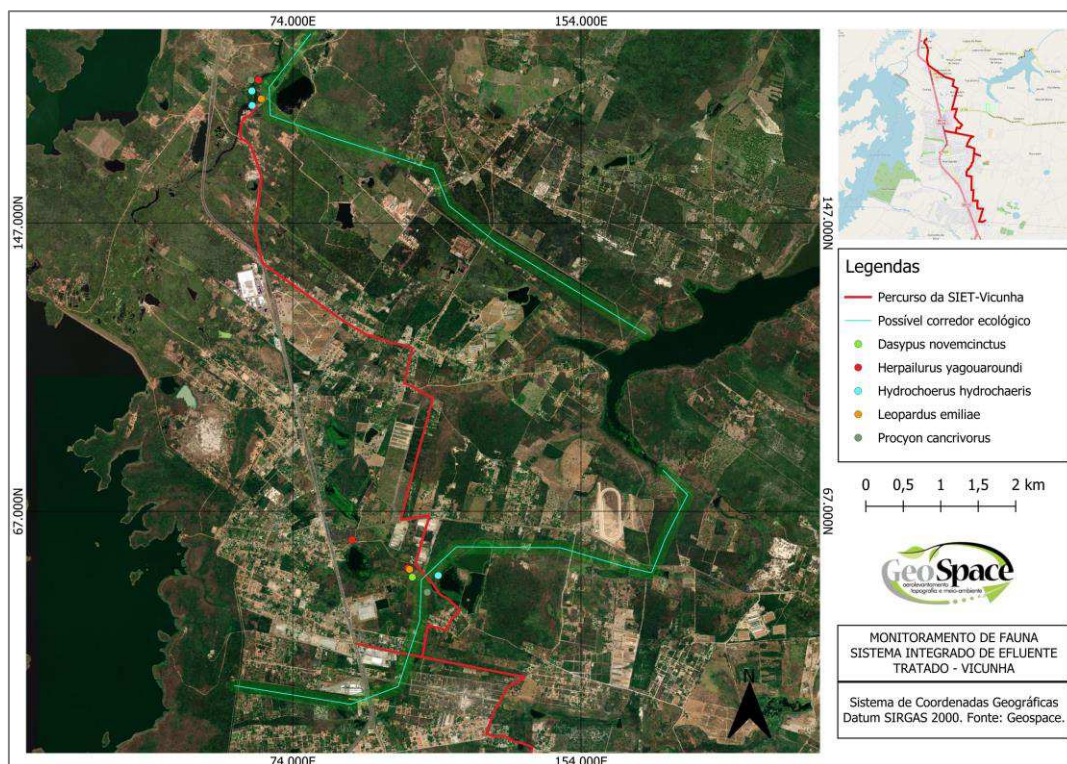 74.000E
154.000E
147.000N
147.000N
67.000N
67.000N
74.000E
154.000E
N
Legendas
Percurso da SIET-Vicunha
Possível corredor ecológico
Dasypus novemcinctus
Herpailurus yagouaroundi
Hydrochoerus hydrochaeris
Leopardus emiliae
Procyon cancrivorus
0 0,5 1 2 km
GeoSpace
aerolevantamento
topografia e meio-ambiente
MONITORAMENTO DE FAUNA
SISTEMA INTEGRADO DE EFLUENTE
TRATADO - VICUNHA
Sistema de Coordenadas Geográficas
Datum SIRGAS 2000. Fonte: Geospace.